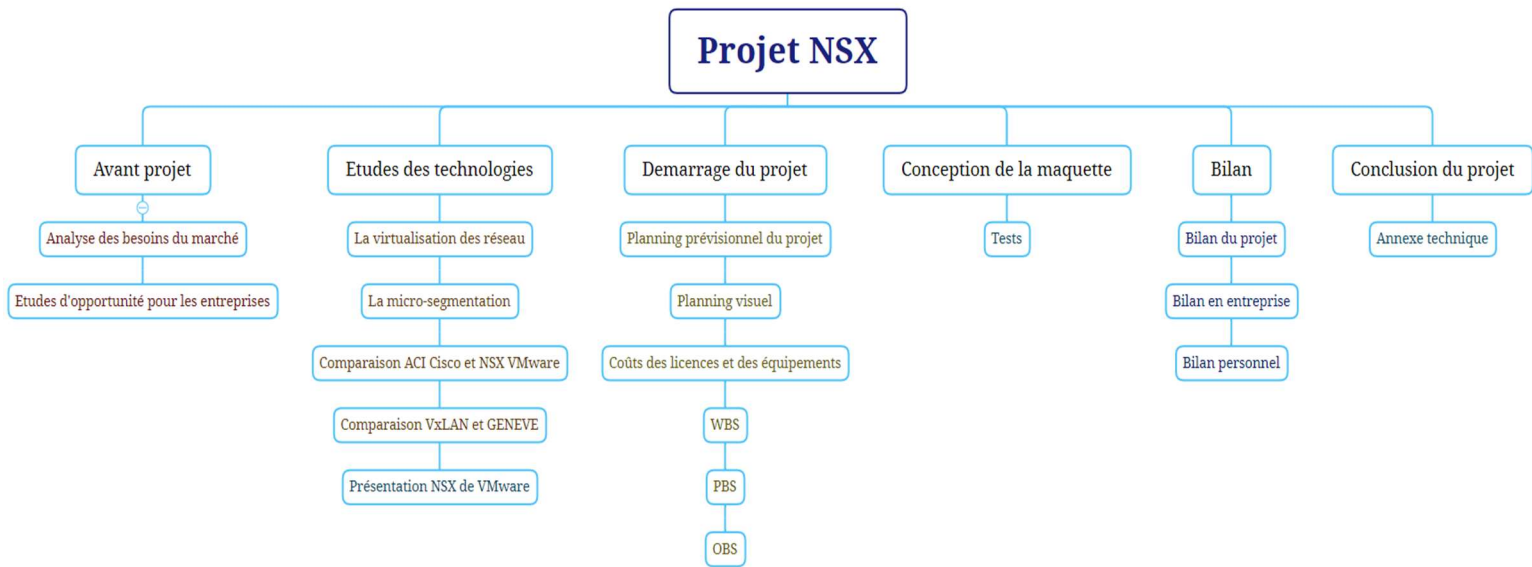 Projet NSX
Avant projet
Analyse des besoins du marché
Etudes d'opportunité pour les entreprises
Etudes des technologies
La virtualisation des réseau
La micro-segmentation
Comparaison ACI Cisco et NSX VMware
Comparaison VxLAN et GENEVE
Présentation NSX de VMware
Demarrage du projet
Planning prévisionnel du projet
Planning visuel
Coûts des licences et des équipements
WBS
PBS
OBS
Conception de la maquette
Tests
Bilan
Bilan du projet
Bilan en entreprise
Bilan personnel
Conclusion du projet
Annexe technique